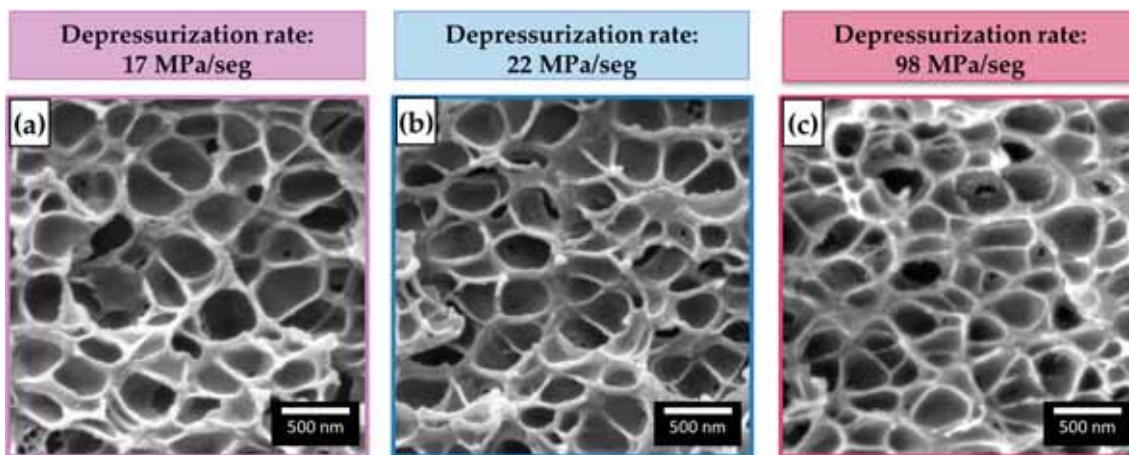 Depressurization rate:
17 MPa/seg
Depressurization rate:
22 MPa/seg
Depressurization rate:
98 MPa/seg
(a)
(b)
(c)
500 nm
500 nm
500 nm